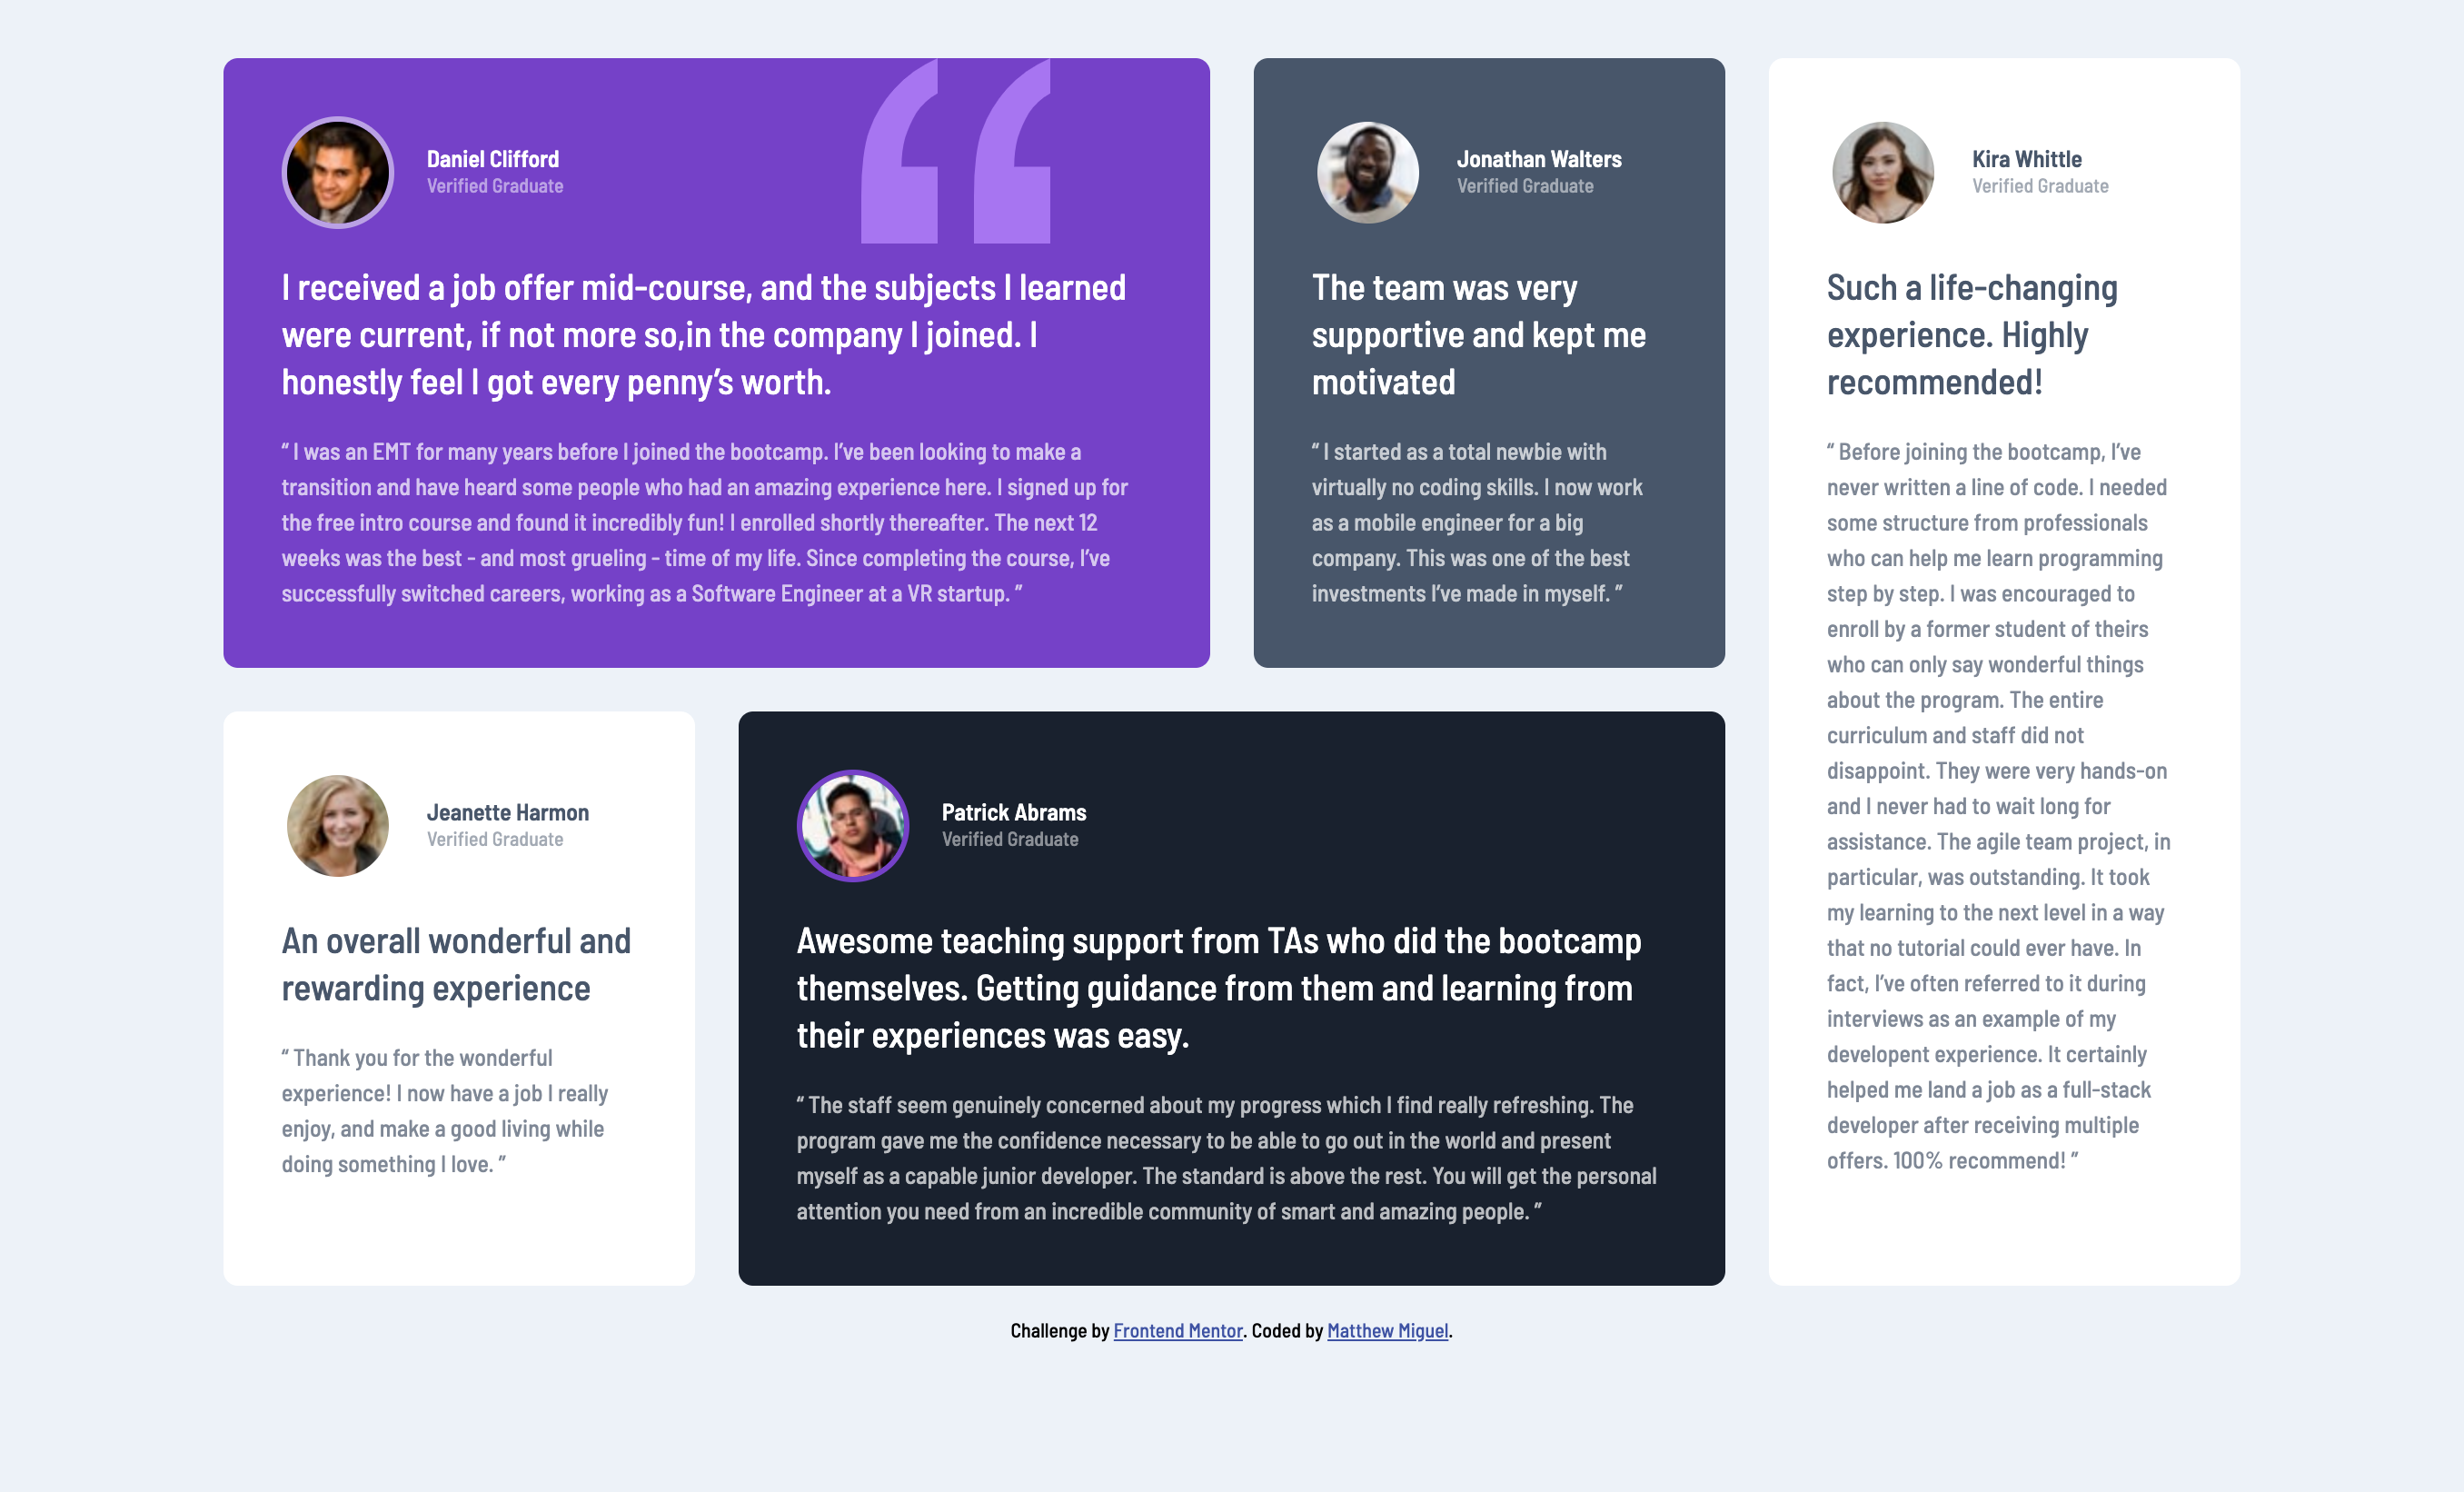 Daniel Clifford
Verified Graduate
I received a job offer mid-course, and the subjects I learned
were current, if not more so,in the company I joined. I
honestly feel I got every penny’s worth.
“ I was an EMT for many years before I joined the bootcamp. I’ve been looking to make a
transition and have heard some people who had an amazing experience here. I signed up for
the free intro course and found it incredibly fun! I enrolled shortly thereafter. The next 12
weeks was the best - and most grueling - time of my life. Since completing the course, I’ve
successfully switched careers, working as a Software Engineer at a VR startup. ”
Jonathan Walters
Verified Graduate
The team was very
supportive and kept me
motivated
“ I started as a total newbie with
virtually no coding skills. I now work
as a mobile engineer for a big
company. This was one of the best
investments I’ve made in myself. ”
Kira Whittle
Verified Graduate
Such a life-changing
experience. Highly
recommended!
“ Before joining the bootcamp, I’ve
never written a line of code. I needed
some structure from professionals
who can help me learn programming
step by step. I was encouraged to
enroll by a former student of theirs
who can only say wonderful things
about the program. The entire
curriculum and staff did not
disappoint. They were very hands-on
and I never had to wait long for
assistance. The agile team project, in
particular, was outstanding. It took
my learning to the next level in a way
that no tutorial could ever have. In
fact, I’ve often referred to it during
interviews as an example of my
developent experience. It certainly
helped me land a job as a full-stack
developer after receiving multiple
offers. 100% recommend! ”
Jeanette Harmon
Verified Graduate
An overall wonderful and
rewarding experience
“ Thank you for the wonderful
experience! I now have a job I really
enjoy, and make a good living while
doing something I love. ”
Patrick Abrams
Verified Graduate
Awesome teaching support from TAs who did the bootcamp
themselves. Getting guidance from them and learning from
their experiences was easy.
“ The staff seem genuinely concerned about my progress which I find really refreshing. The
program gave me the confidence necessary to be able to go out in the world and present
myself as a capable junior developer. The standard is above the rest. You will get the personal
attention you need from an incredible community of smart and amazing people. ”
Challenge by Frontend Mentor. Coded by Matthew Miguel.